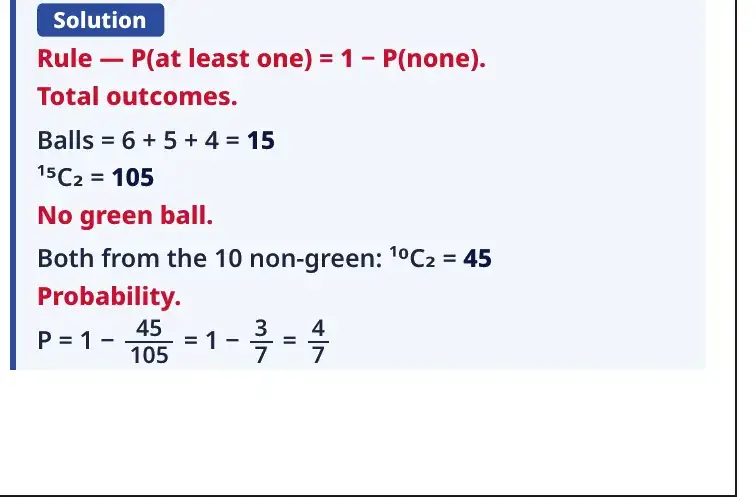 Solution
Rule — P(at least one) = 1 − P(none).
Total outcomes.
Balls = 6 + 5 + 4 = 15
¹⁵C₂ = 105
No green ball.
Both from the 10 non-green: ¹⁰C₂ = 45
Probability.
P = 1 − 45/105 = 1 − 3/7 = 4/7